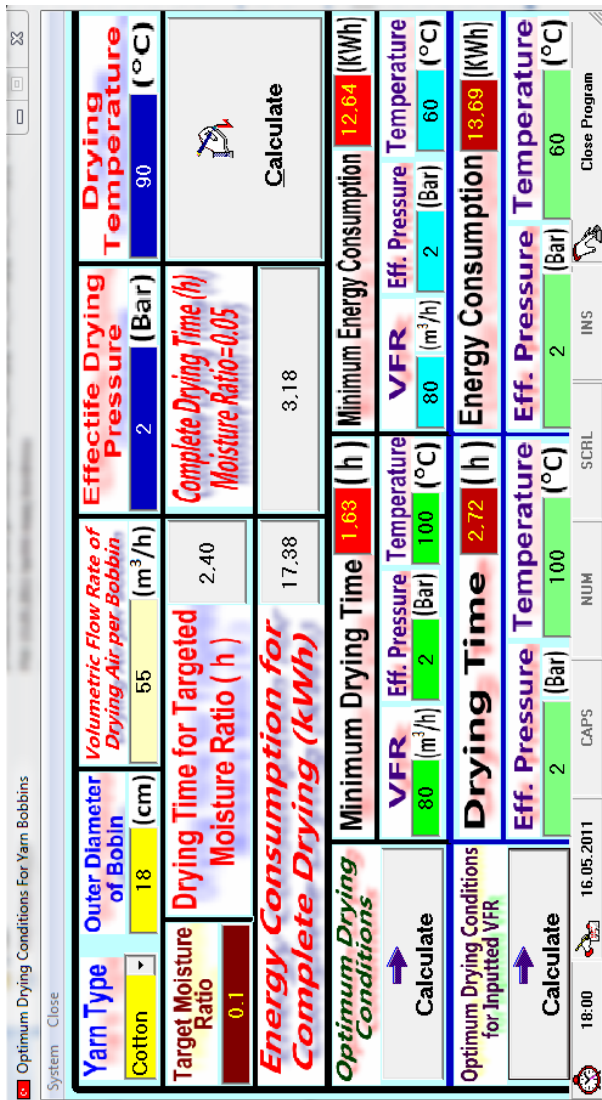 Optimum Drying Conditions For Yarn Bobbins
System Close
Yarn Type
Cotton
Outer Diameter
of Bobin
18 (cm)
Volumetric Flow Rate of
Drying Air per Bobbin
55 (m³/h)
Effectife Drying
Pressure
2 (Bar)
Drying
Temperature
90 (°C)
Target Moisture
Ratio
0.1
Drying Time for Targeted
Moisture Ratio ( h )
2.40
Complete Drying Time (h)
Moisture Ratio=0.05
3.18
Calculate
Energy Consumption for
Complete Drying (kWh)
17.38
Optimum Drying
Conditions
Calculate
Minimum Drying Time 1.63 ( h )
VFR Eff. Pressure Temperature
80 (m³/h) 2 (Bar) 100 (°C)
Minimum Energy Consumption 12.64 (KWh)
VFR Eff. Pressure Temperature
80 (m³/h) 2 (Bar) 60 (°C)
Optimum Drying Conditions
for Inputted VFR
Calculate
Drying Time 2.72 ( h )
Eff. Pressure Temperature
2 (Bar) 100 (°C)
Energy Consumption 13.69 (KWh)
Eff. Pressure Temperature
2 (Bar) 60 (°C)
18:00 16.05.2011 CAPS NUM SCRL INS Close Program